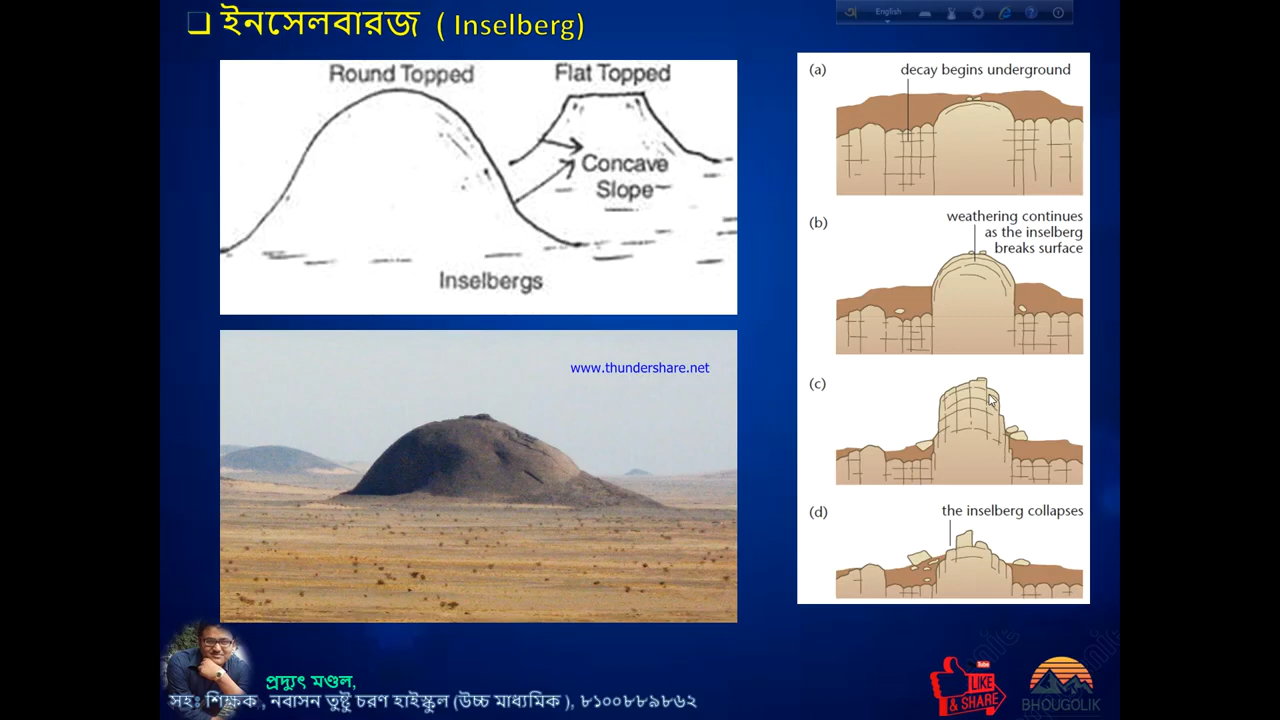 ইনসেলবারজ ( Inselberg)
English
Round Topped
Flat Topped
Concave
Slope
Inselbergs
www.thundershare.net
(a)
decay begins underground
(b)
weathering continues
as the inselberg
breaks surface
(c)
(d)
the inselberg collapses
প্রদ্যুৎ মণ্ডল,
সহঃ শিক্ষক , নবাসন তুষ্টু চরণ হাইস্কুল (উচ্চ মাধ্যমিক ), ৮১০০৮৮৯৮৬২
LIKE
& SHARE
BHOUGOLIK